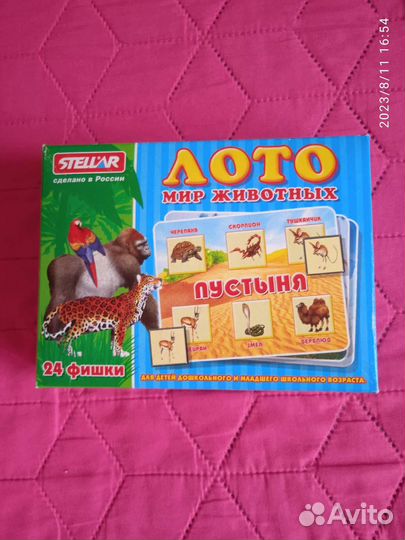 2023/8/11 16:54
STELLAR
сделано в России
ЛОТО
МИР ЖИВОТНЫХ
ЧЕРЕПАХА
СКОРПИОН
ТУШКАНЧИК
ПУСТЫНЯ
ЗМЕЯ
ВЕРБЛЮД
24 ФИШКИ
ДЛЯ ДЕТЕЙ ДОШКОЛЬНОГО И МЛАДШЕГО ШКОЛЬНОГО ВОЗРАСТА.
Avito